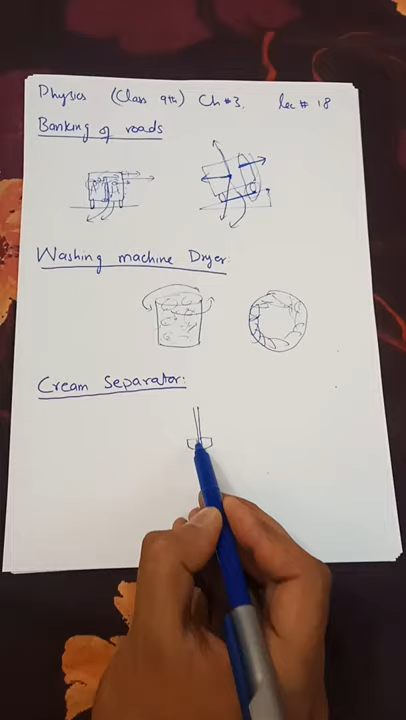 Physics (Class 9th) Ch #3, lec # 18
Banking of roads
Washing machine Dryer:
Cream Separator: